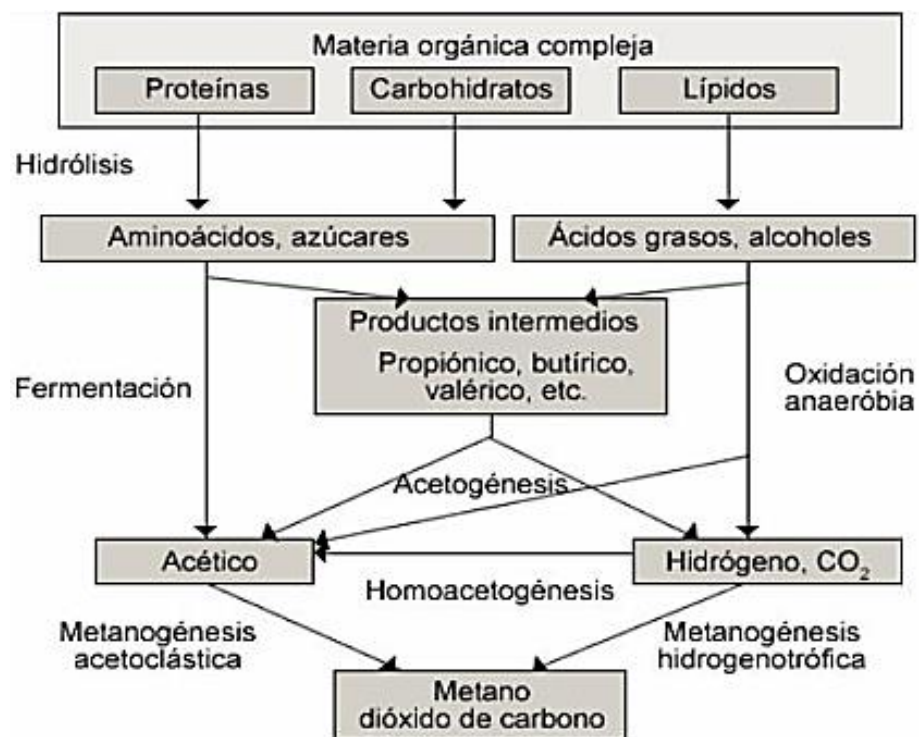 Materia orgánica compleja
Proteínas
Carbohidratos
Lípidos
Hidrólisis
Aminoácidos, azúcares
Ácidos grasos, alcoholes
Productos intermedios
Propiónico, butírico,
valérico, etc.
Fermentación
Oxidación
anaeróbia
Acetogénesis
Acético
Hidrógeno, CO₂
Homoacetogénesis
Metanogénesis
acetoclástica
Metanogénesis
hidrogenotrófica
Metano
dióxido de carbono